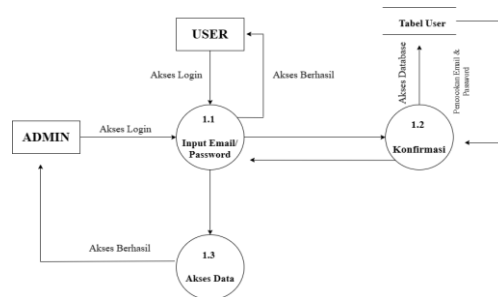 USER
Tabel User
Akses Login
Akses Berhasil
Akses Database
Pencocokan Email &
Password
ADMIN
Akses Login
1.1
Input Email/
Password
1.2
Konfirmasi
Akses Berhasil
1.3
Akses Data